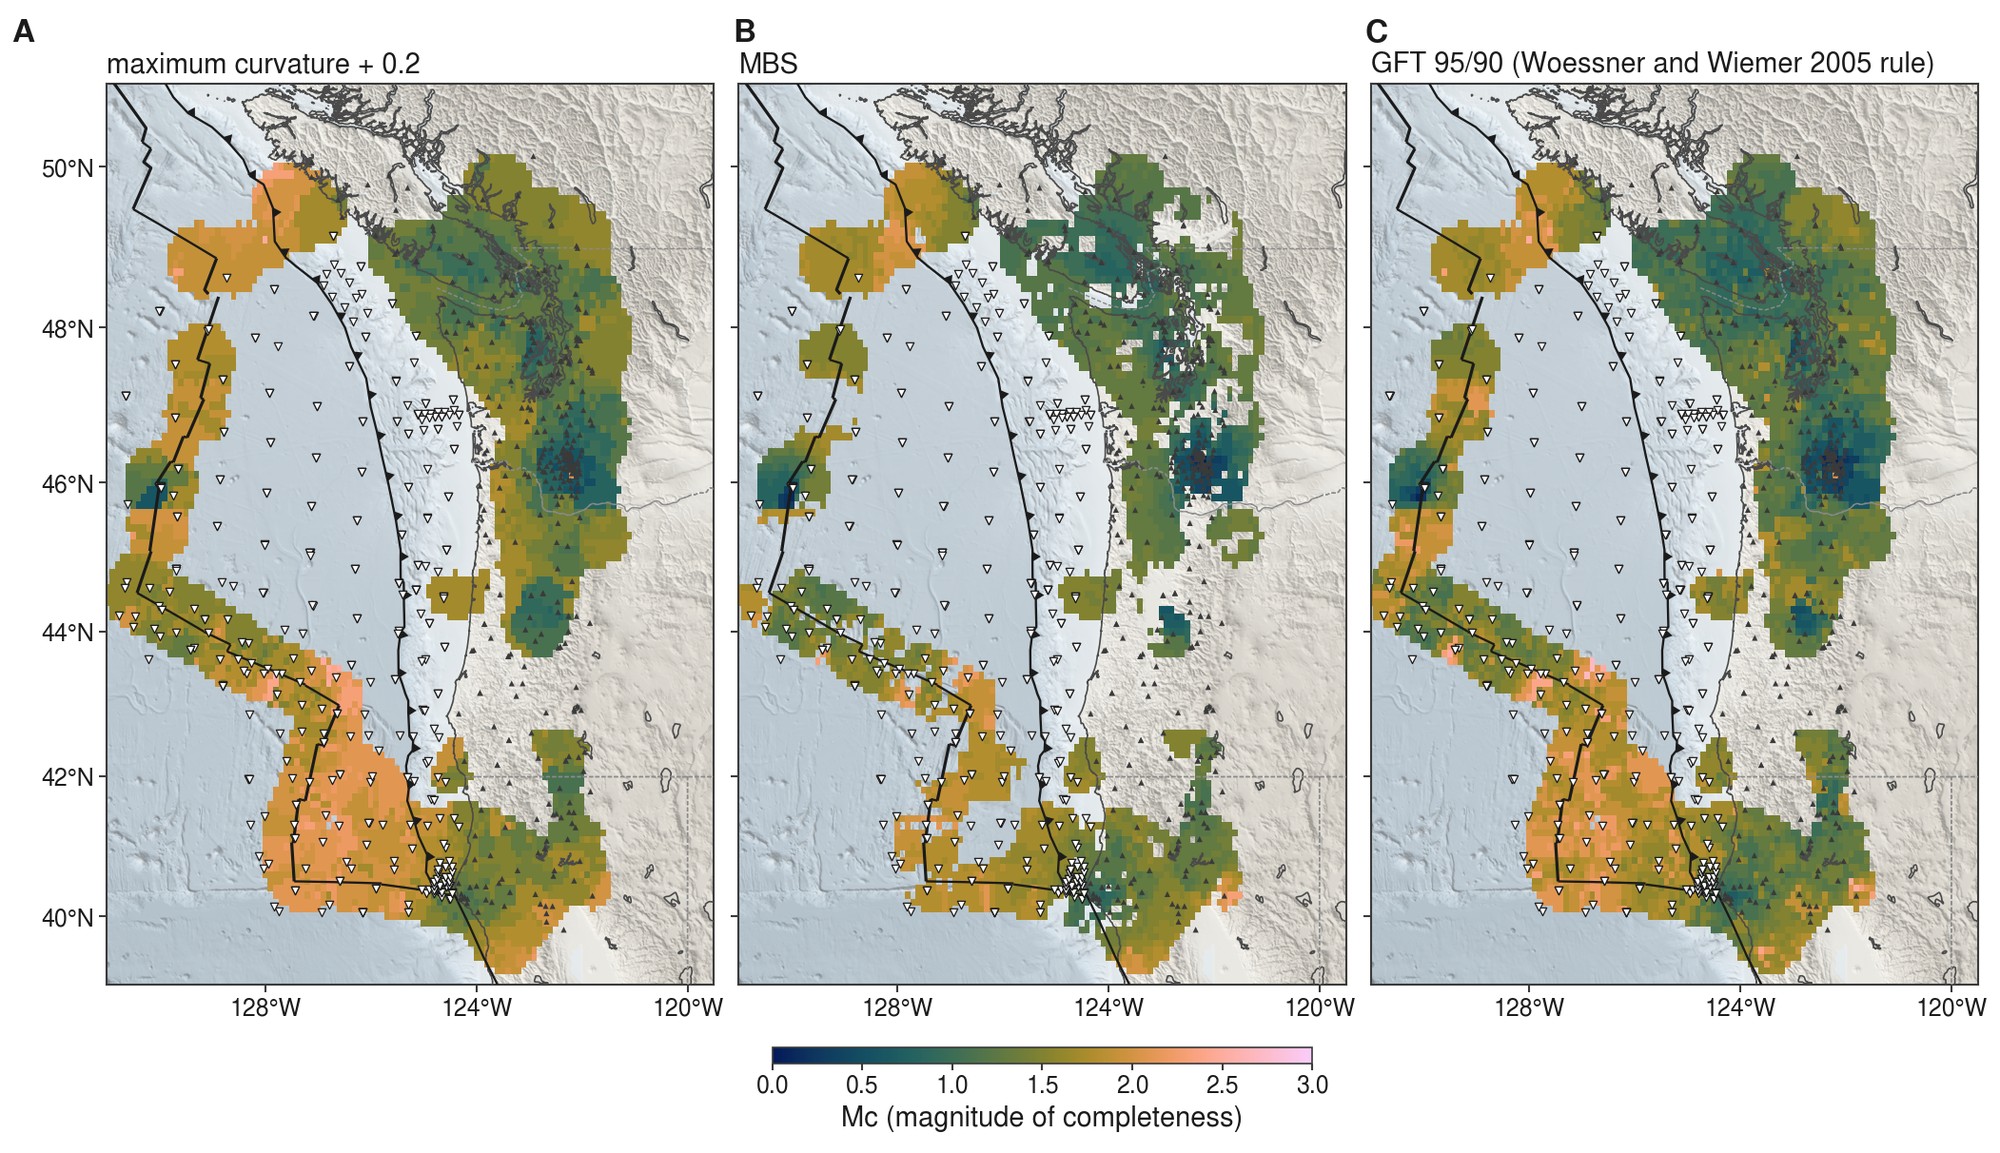 A
B
C
maximum curvature + 0.2
MBS
GFT 95/90 (Woessner and Wiemer 2005 rule)
50°N
48°N
46°N
44°N
42°N
40°N
128°W
124°W
120°W
128°W
124°W
120°W
128°W
124°W
120°W
0.0
0.5
1.0
1.5
2.0
2.5
3.0
Mc (magnitude of completeness)